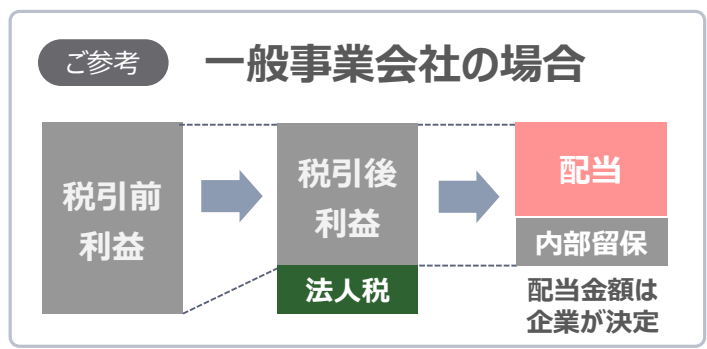 ご参考
一般事業会社の場合
税引前
利益
税引後
利益
法人税
配当
内部留保
配当金額は
企業が決定